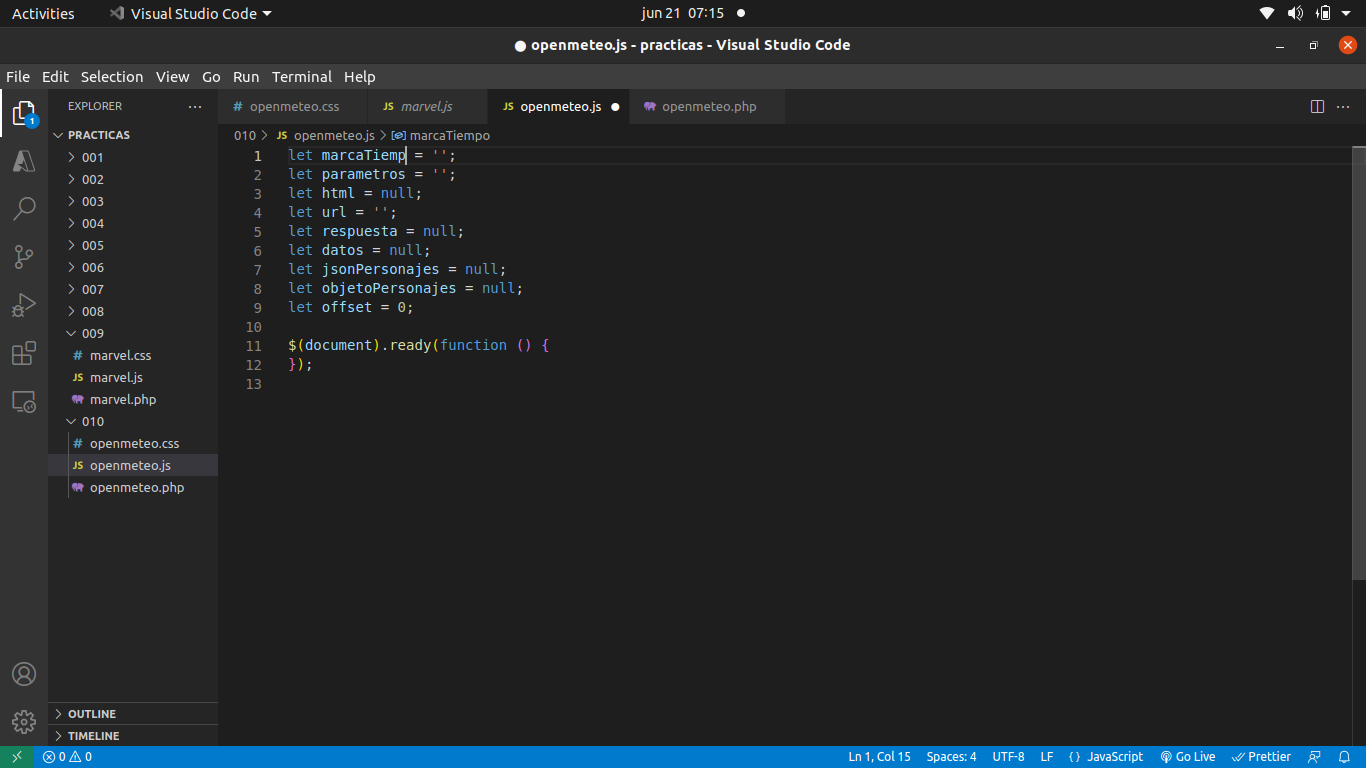 Activities Visual Studio Code jun 21 07:15
openmeteo.js - practicas - Visual Studio Code
File Edit Selection View Go Run Terminal Help
EXPLORER
openmeteo.css
marvel.js
openmeteo.js
openmeteo.php
1
PRACTICAS
001
002
003
004
005
006
007
008
009
marvel.css
marvel.js
marvel.php
010
openmeteo.css
openmeteo.js
openmeteo.php
OUTLINE
TIMELINE
010 > JS openmeteo.js > marcaTiempo
1 let marcaTiemp = '';
2 let parametros = '';
3 let html = null;
4 let url = '';
5 let respuesta = null;
6 let datos = null;
7 let jsonPersonajes = null;
8 let objetoPersonajes = null;
9 let offset = 0;
10
11 $(document).ready(function () {
12 });
13
0 0 Ln 1, Col 15 Spaces: 4 UTF-8 LF {} JavaScript Go Live Prettier